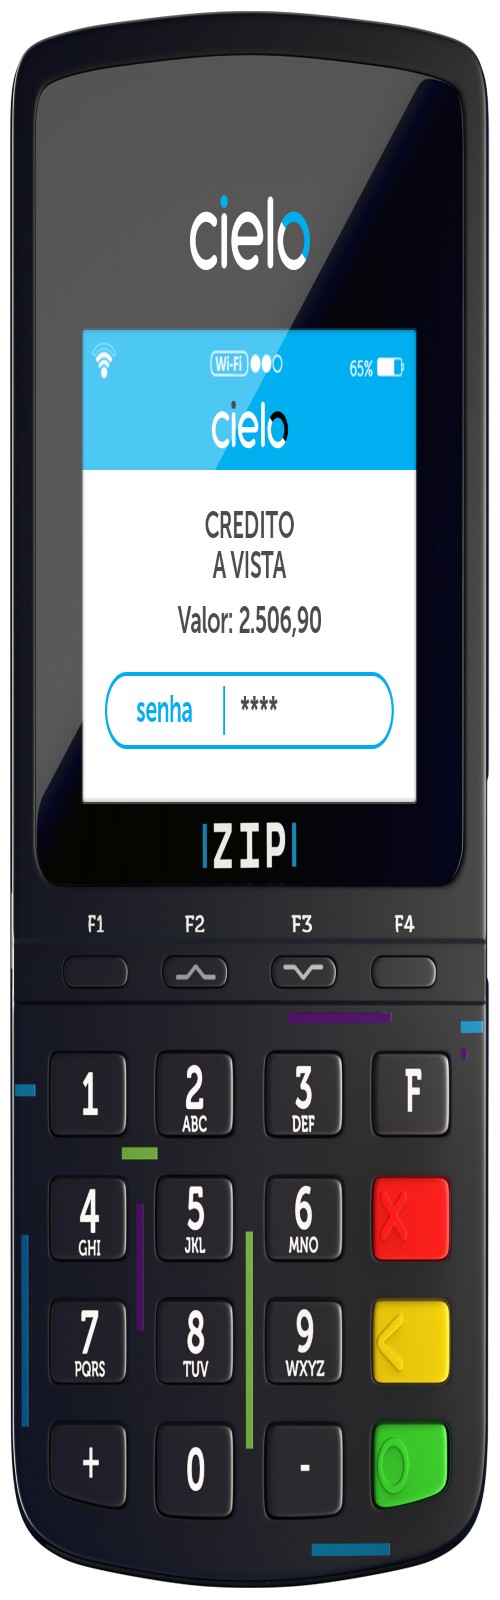 cielo
Wi-Fi 65%
cielo
CREDITO
A VISTA
Valor: 2.506,90
senha ****
ZIP
F1 F2 F3 F4
1 2 3 F
ABC DEF
4 5 6 X
GHI JKL MNO
7 8 9 <
PQRS TUV WXYZ
+ 0 - O